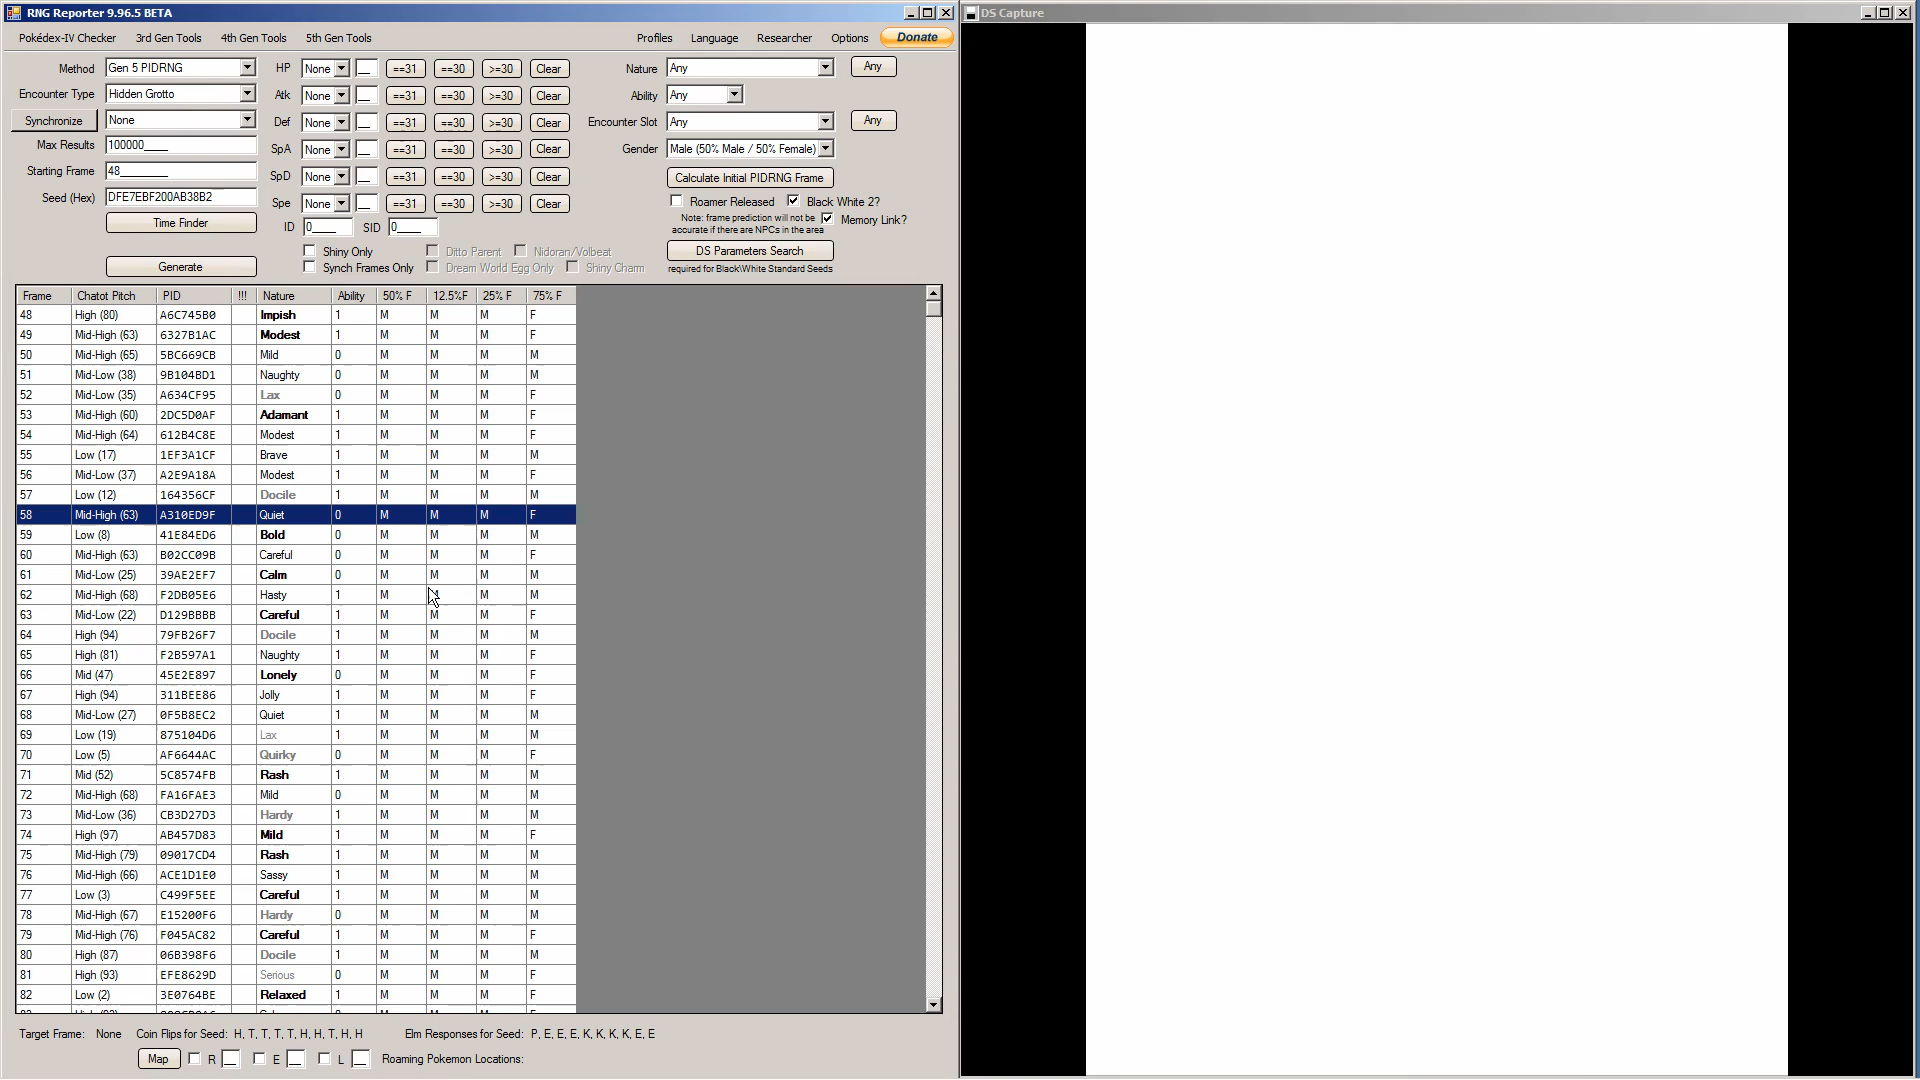 RNG Reporter 9.96.5 BETA
DS Capture
Pokédex-IV Checker 3rd Gen Tools 4th Gen Tools 5th Gen Tools Profiles Language Researcher Options Donate
Method Gen 5 PIDRNG HP None ==31 ==30 >=30 Clear Nature Any Any
Encounter Type Hidden Grotto Atk None ==31 ==30 >=30 Clear Ability Any
Synchronize None Def None ==31 ==30 >=30 Clear Encounter Slot Any Any
Max Results 100000____ SpA None ==31 ==30 >=30 Clear Gender Male (50% Male / 50% Female)
Starting Frame 48________ SpD None ==31 ==30 >=30 Clear Calculate Initial PIDRNG Frame
Seed (Hex) DFE7EBF200AB38B2 Spe None ==31 ==30 >=30 Clear Roamer Released Black White 2?
Time Finder ID 0____ SID 0____ Note: frame prediction will not be Memory Link?
accurate if there are NPCs in the area
Shiny Only Ditto Parent Nidoran/Volbeat DS Parameters Search
Generate Synch Frames Only Dream World Egg Only Shiny Charm required for Black\White Standard Seeds
Frame Chatot Pitch PID !!! Nature Ability 50% F 12.5%F 25% F 75% F
48 High (80) A6C745B0 Impish 1 M M M F
49 Mid-High (63) 6327B1AC Modest 1 M M M F
50 Mid-High (65) 5BC669CB Mild 0 M M M M
51 Mid-Low (38) 9B104BD1 Naughty 0 M M M M
52 Mid-Low (35) A634CF95 Lax 0 M M M F
53 Mid-High (60) 2DC5D0AF Adamant 1 M M M F
54 Mid-High (64) 612B4C8E Modest 1 M M M F
55 Low (17) 1EF3A1CF Brave 1 M M M M
56 Mid-Low (37) A2E9A18A Modest 1 M M M F
57 Low (12) 164356CF Docile 1 M M M M
58 Mid-High (63) A310ED9F Quiet 0 M M M F
59 Low (8) 41E84ED6 Bold 0 M M M M
60 Mid-High (63) B02CC09B Careful 0 M M M F
61 Mid-Low (25) 39AE2EF7 Calm 0 M M M M
62 Mid-High (68) F2DB05E6 Hasty 1 M M M M
63 Mid-Low (22) D129BBBB Careful 1 M M M F
64 High (94) 79FB26F7 Docile 1 M M M M
65 High (81) F2B597A1 Naughty 1 M M M F
66 Mid (47) 45E2E897 Lonely 0 M M M F
67 High (94) 311BEE86 Jolly 1 M M M F
68 Mid-Low (27) 0F5B8EC2 Quiet 1 M M M M
69 Low (19) 875104D6 Lax 1 M M M M
70 Low (5) AF6644AC Quirky 0 M M M F
71 Mid (52) 5C8574FB Rash 1 M M M M
72 Mid-High (68) FA16FAE3 Mild 0 M M M M
73 Mid-Low (36) CB3D27D3 Hardy 1 M M M M
74 High (97) AB457D83 Mild 1 M M M F
75 Mid-High (79) 09017CD4 Rash 1 M M M M
76 Mid-High (66) ACE1D1E0 Sassy 1 M M M M
77 Low (3) C499F5EE Careful 1 M M M M
78 Mid-High (67) E15200F6 Hardy 0 M M M M
79 Mid-High (76) F045AC82 Careful 1 M M M F
80 High (87) 06B398F6 Docile 1 M M M M
81 High (93) EFE8629D Serious 0 M M M F
82 Low (2) 3E0764BE Relaxed 1 M M M F
Target Frame: None Coin Flips for Seed: H, T, T, T, T, H, H, T, H, H Elm Responses for Seed: P, E, E, E, K, K, K, K, E, E
Map R __ E __ L __ Roaming Pokemon Locations: